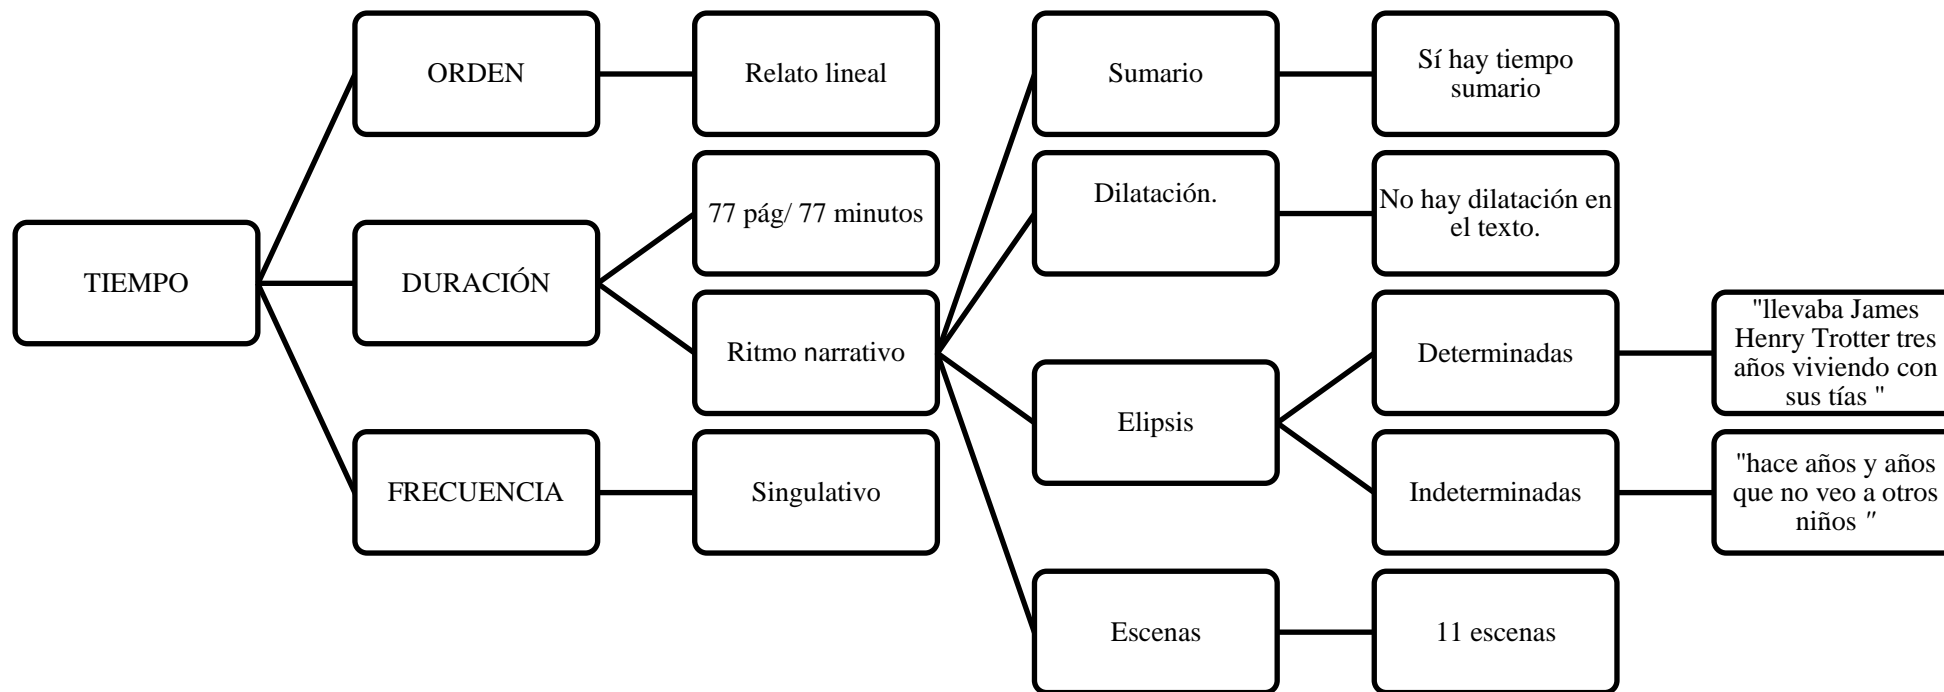 TIEMPO
ORDEN
Relato lineal
DURACIÓN
77 pág/ 77 minutos
Ritmo narrativo
Sumario
Sí hay tiempo
sumario
Dilatación.
No hay dilatación en
el texto.
Elipsis
Determinadas
"llevaba James
Henry Trotter tres
años viviendo con
sus tías "
Indeterminadas
"hace años y años
que no veo a otros
niños "
Escenas
11 escenas
FRECUENCIA
Singulativo